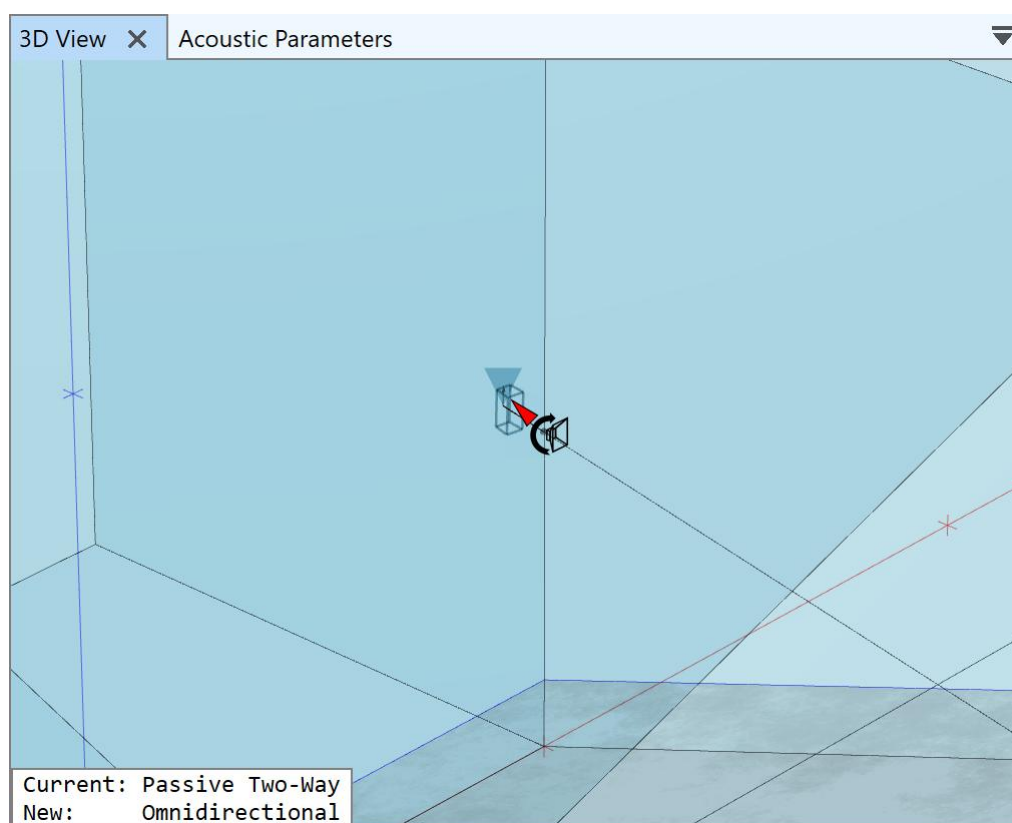 3D View Acoustic Parameters
Current: Passive Two-Way
New: Omnidirectional